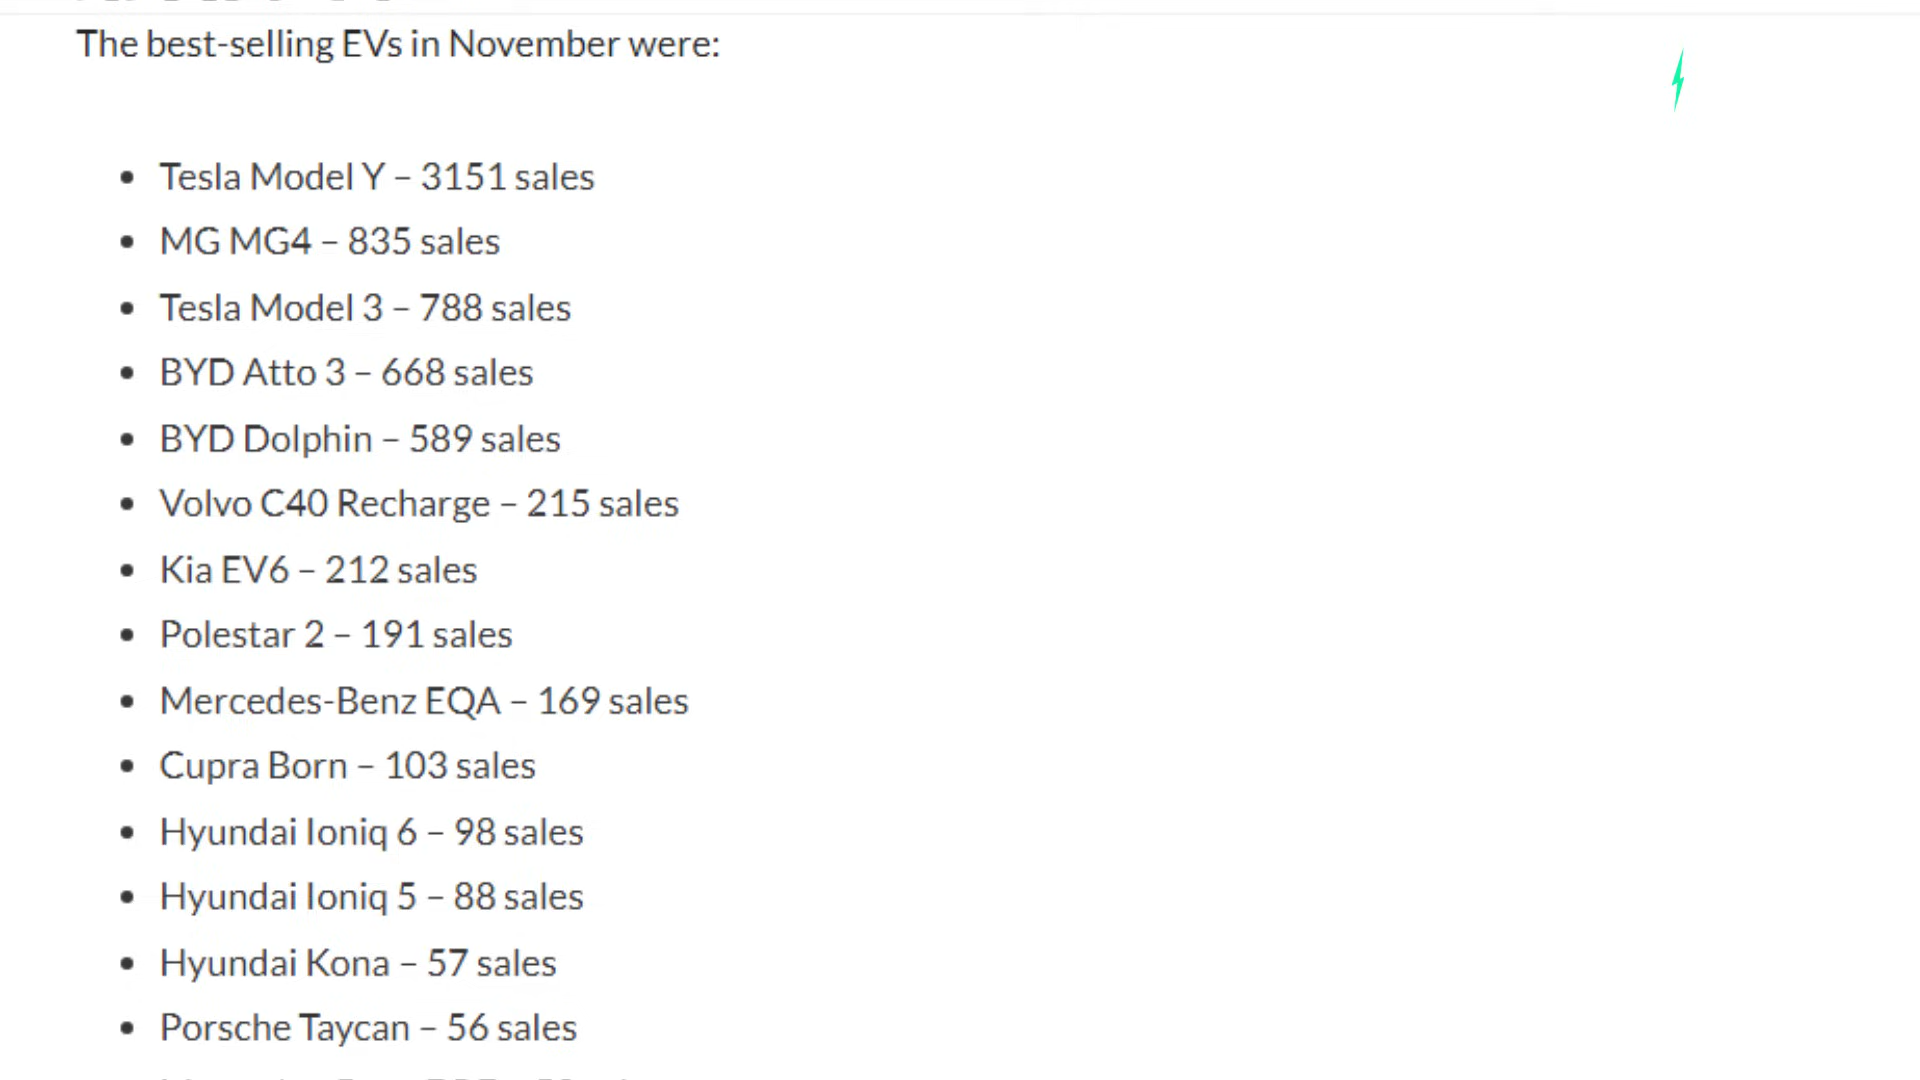 The best-selling EVs in November were:
• Tesla Model Y – 3151 sales
• MG MG4 – 835 sales
• Tesla Model 3 – 788 sales
• BYD Atto 3 – 668 sales
• BYD Dolphin – 589 sales
• Volvo C40 Recharge – 215 sales
• Kia EV6 – 212 sales
• Polestar 2 – 191 sales
• Mercedes-Benz EQA – 169 sales
• Cupra Born – 103 sales
• Hyundai Ioniq 6 – 98 sales
• Hyundai Ioniq 5 – 88 sales
• Hyundai Kona – 57 sales
• Porsche Taycan – 56 sales